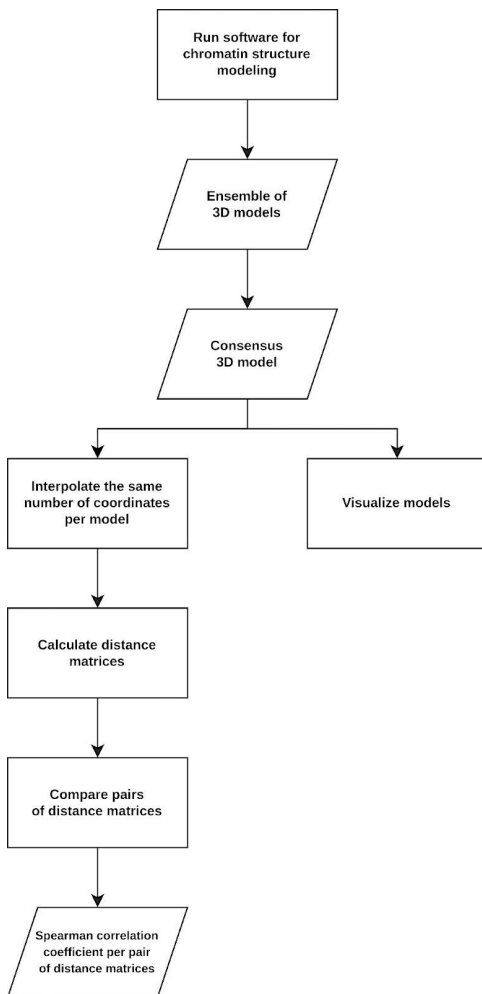 Run software for
chromatin structure
modeling
Ensemble of
3D models
Consensus
3D model
Interpolate the same
number of coordinates
per model
Visualize models
Calculate distance
matrices
Compare pairs
of distance matrices
Spearman correlation
coefficient per pair
of distance matrices